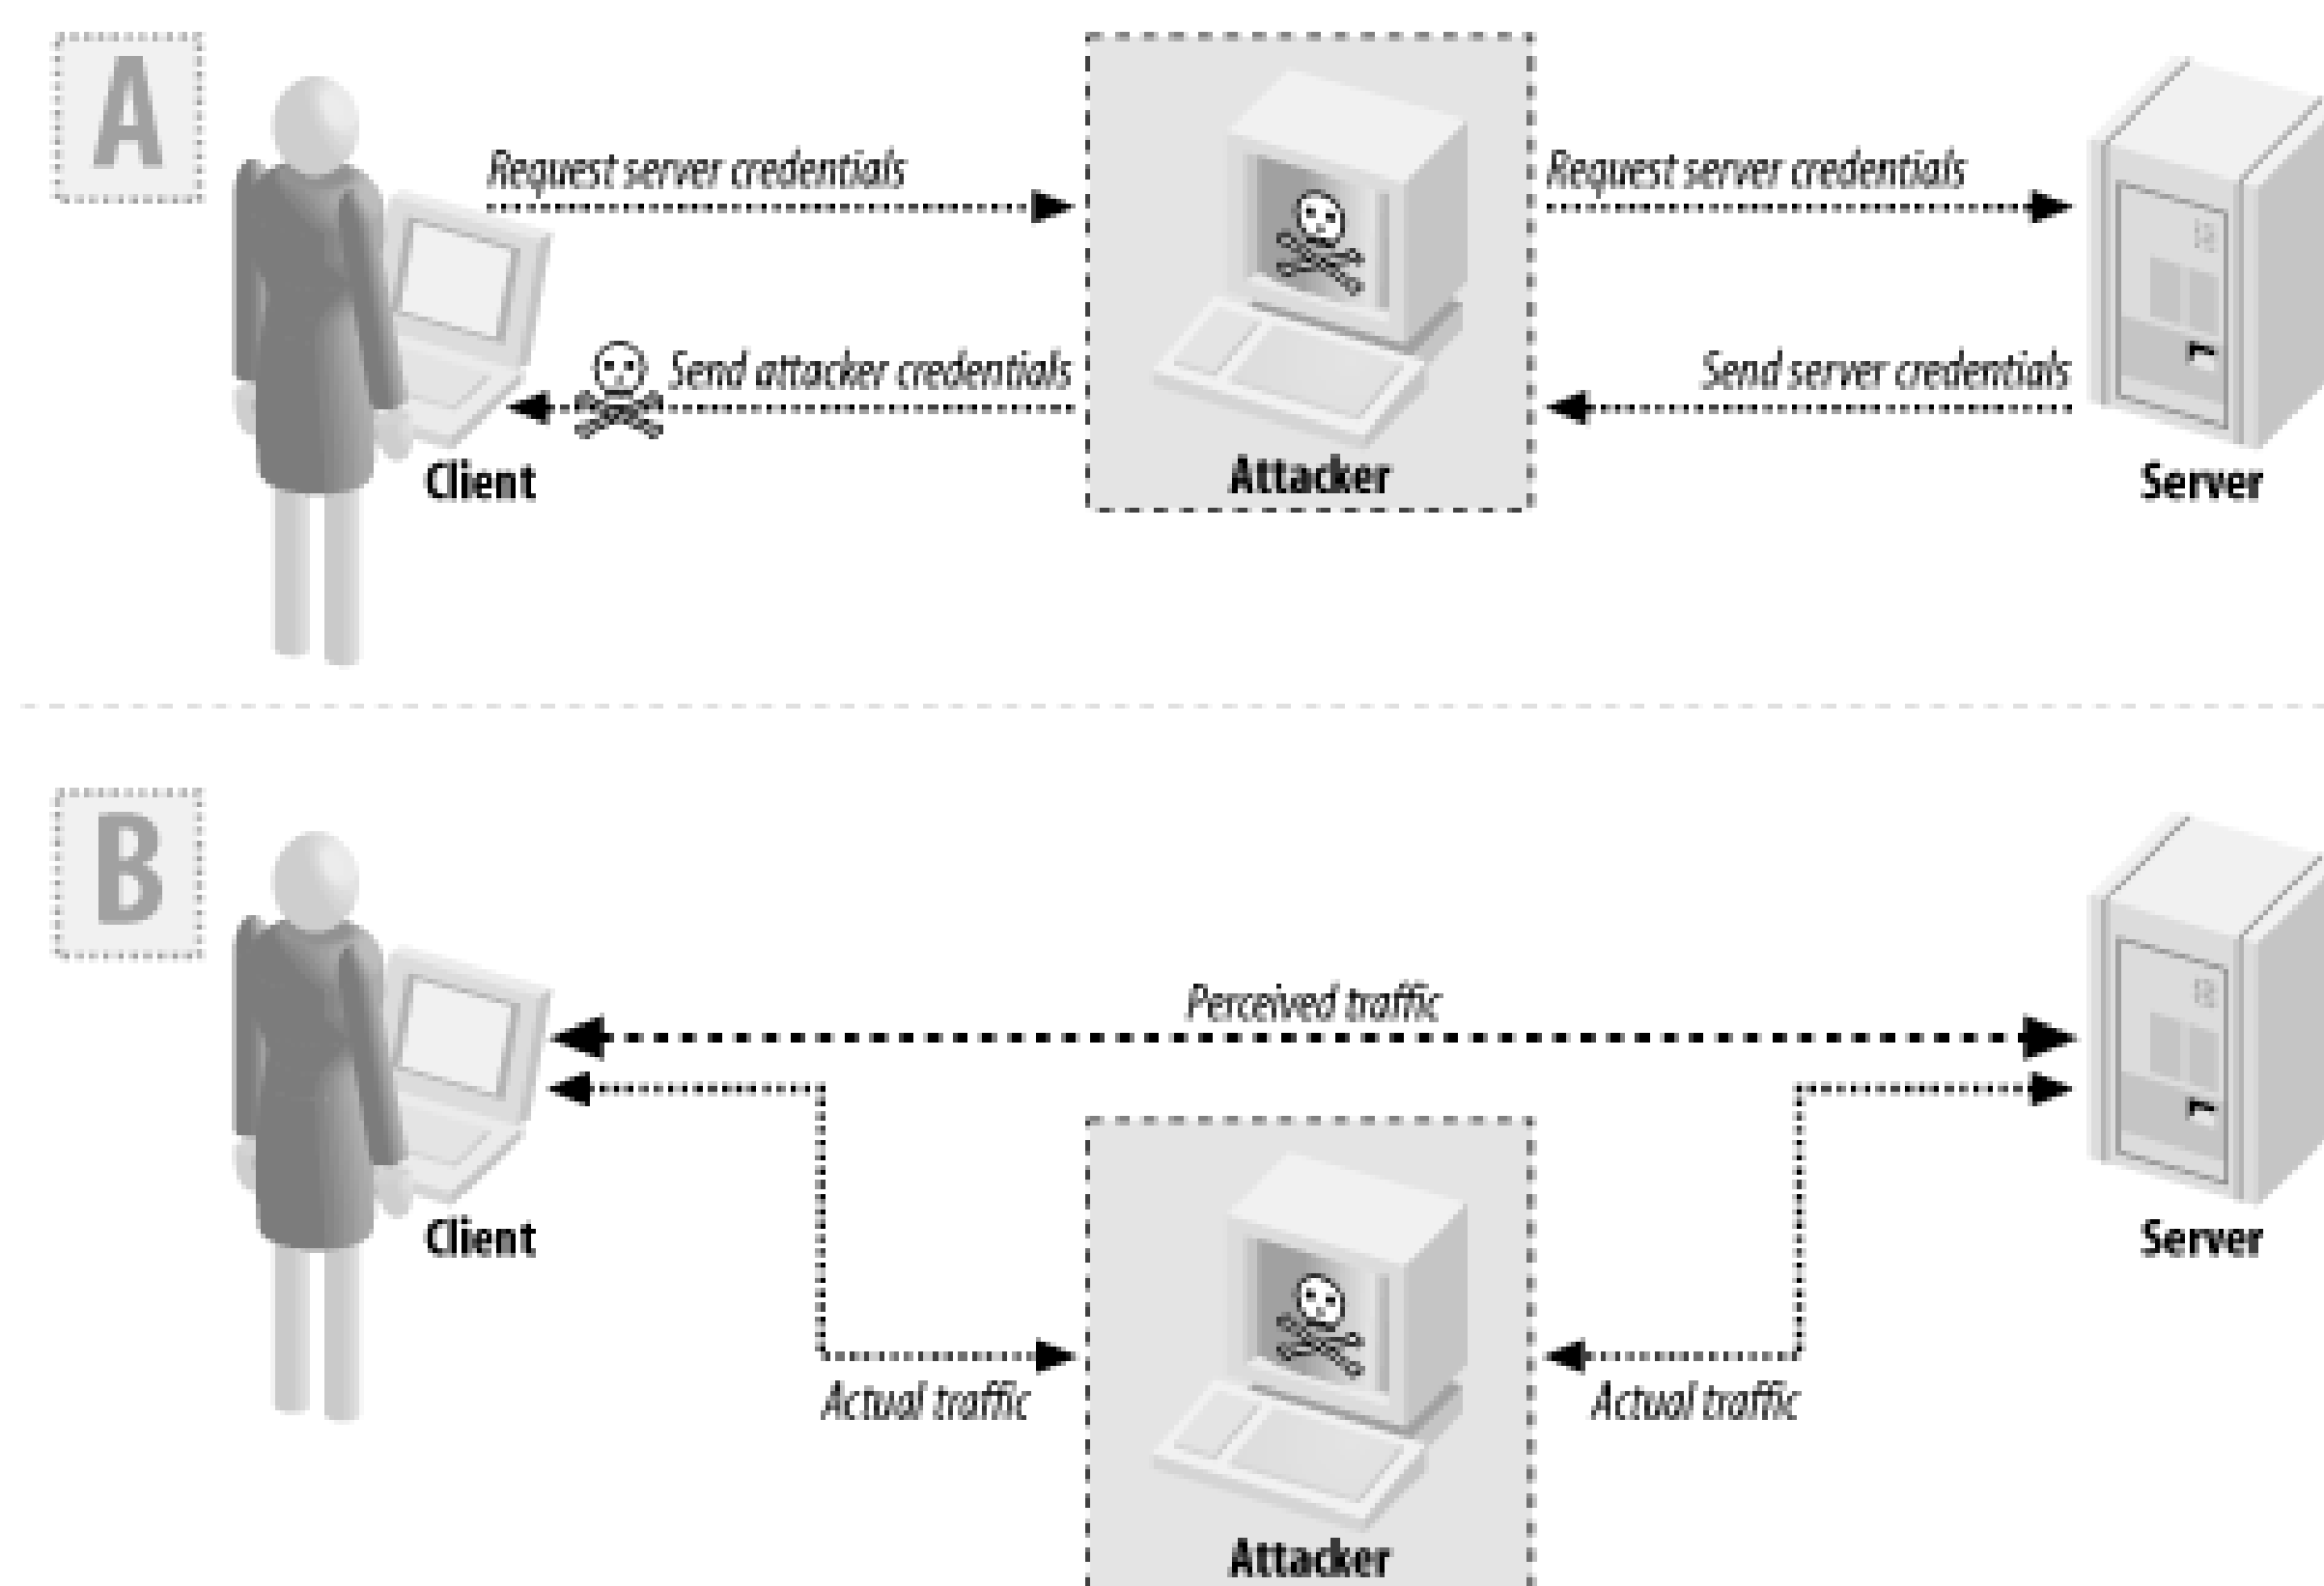 A
Request server credentials
Request server credentials
Send attacker credentials
Send server credentials
Client
Attacker
Server
B
Perceived traffic
Client
Server
Actual traffic
Actual traffic
Attacker